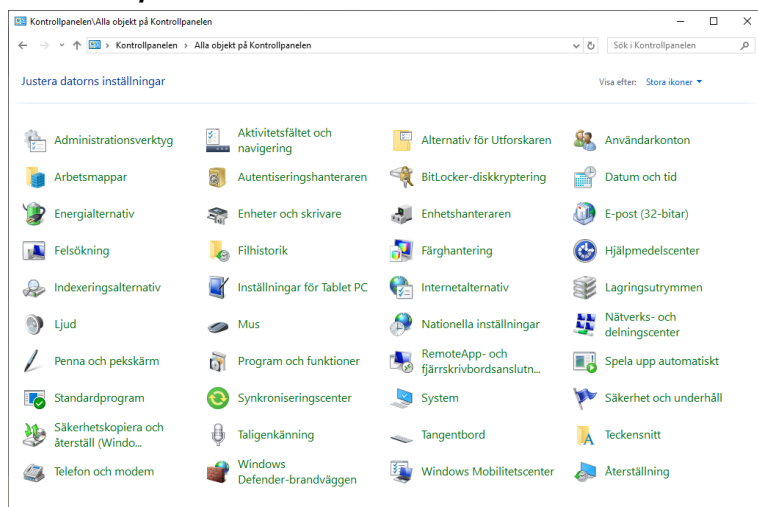 Kontrollpanelen\Alla objekt på Kontrollpanelen
Kontrollpanelen › Alla objekt på Kontrollpanelen
Sök i Kontrollpanelen
Justera datorns inställningar
Visa efter: Stora ikoner
Administrationsverktyg
Aktivitetsfältet och
navigering
Alternativ för Utforskaren
Användarkonton
Arbetsmappar
Autentiseringshanteraren
BitLocker-diskkryptering
Datum och tid
Energialternativ
Enheter och skrivare
Enhetshanteraren
E-post (32-bitar)
Felsökning
Filhistorik
Färghantering
Hjälpmedelscenter
Indexeringsalternativ
Inställningar för Tablet PC
Internetalternativ
Lagringsutrymmen
Ljud
Mus
Nationella inställningar
Nätverks- och
delningscenter
Penna och pekskärm
Program och funktioner
RemoteApp- och
fjärrskrivbordsanslutn...
Spela upp automatiskt
Standardprogram
Synkroniseringscenter
System
Säkerhet och underhåll
Säkerhetskopiera och
återställ (Windo...
Taligenkänning
Tangentbord
Teckensnitt
Telefon och modem
Windows
Defender-brandväggen
Windows Mobilitetscenter
Återställning